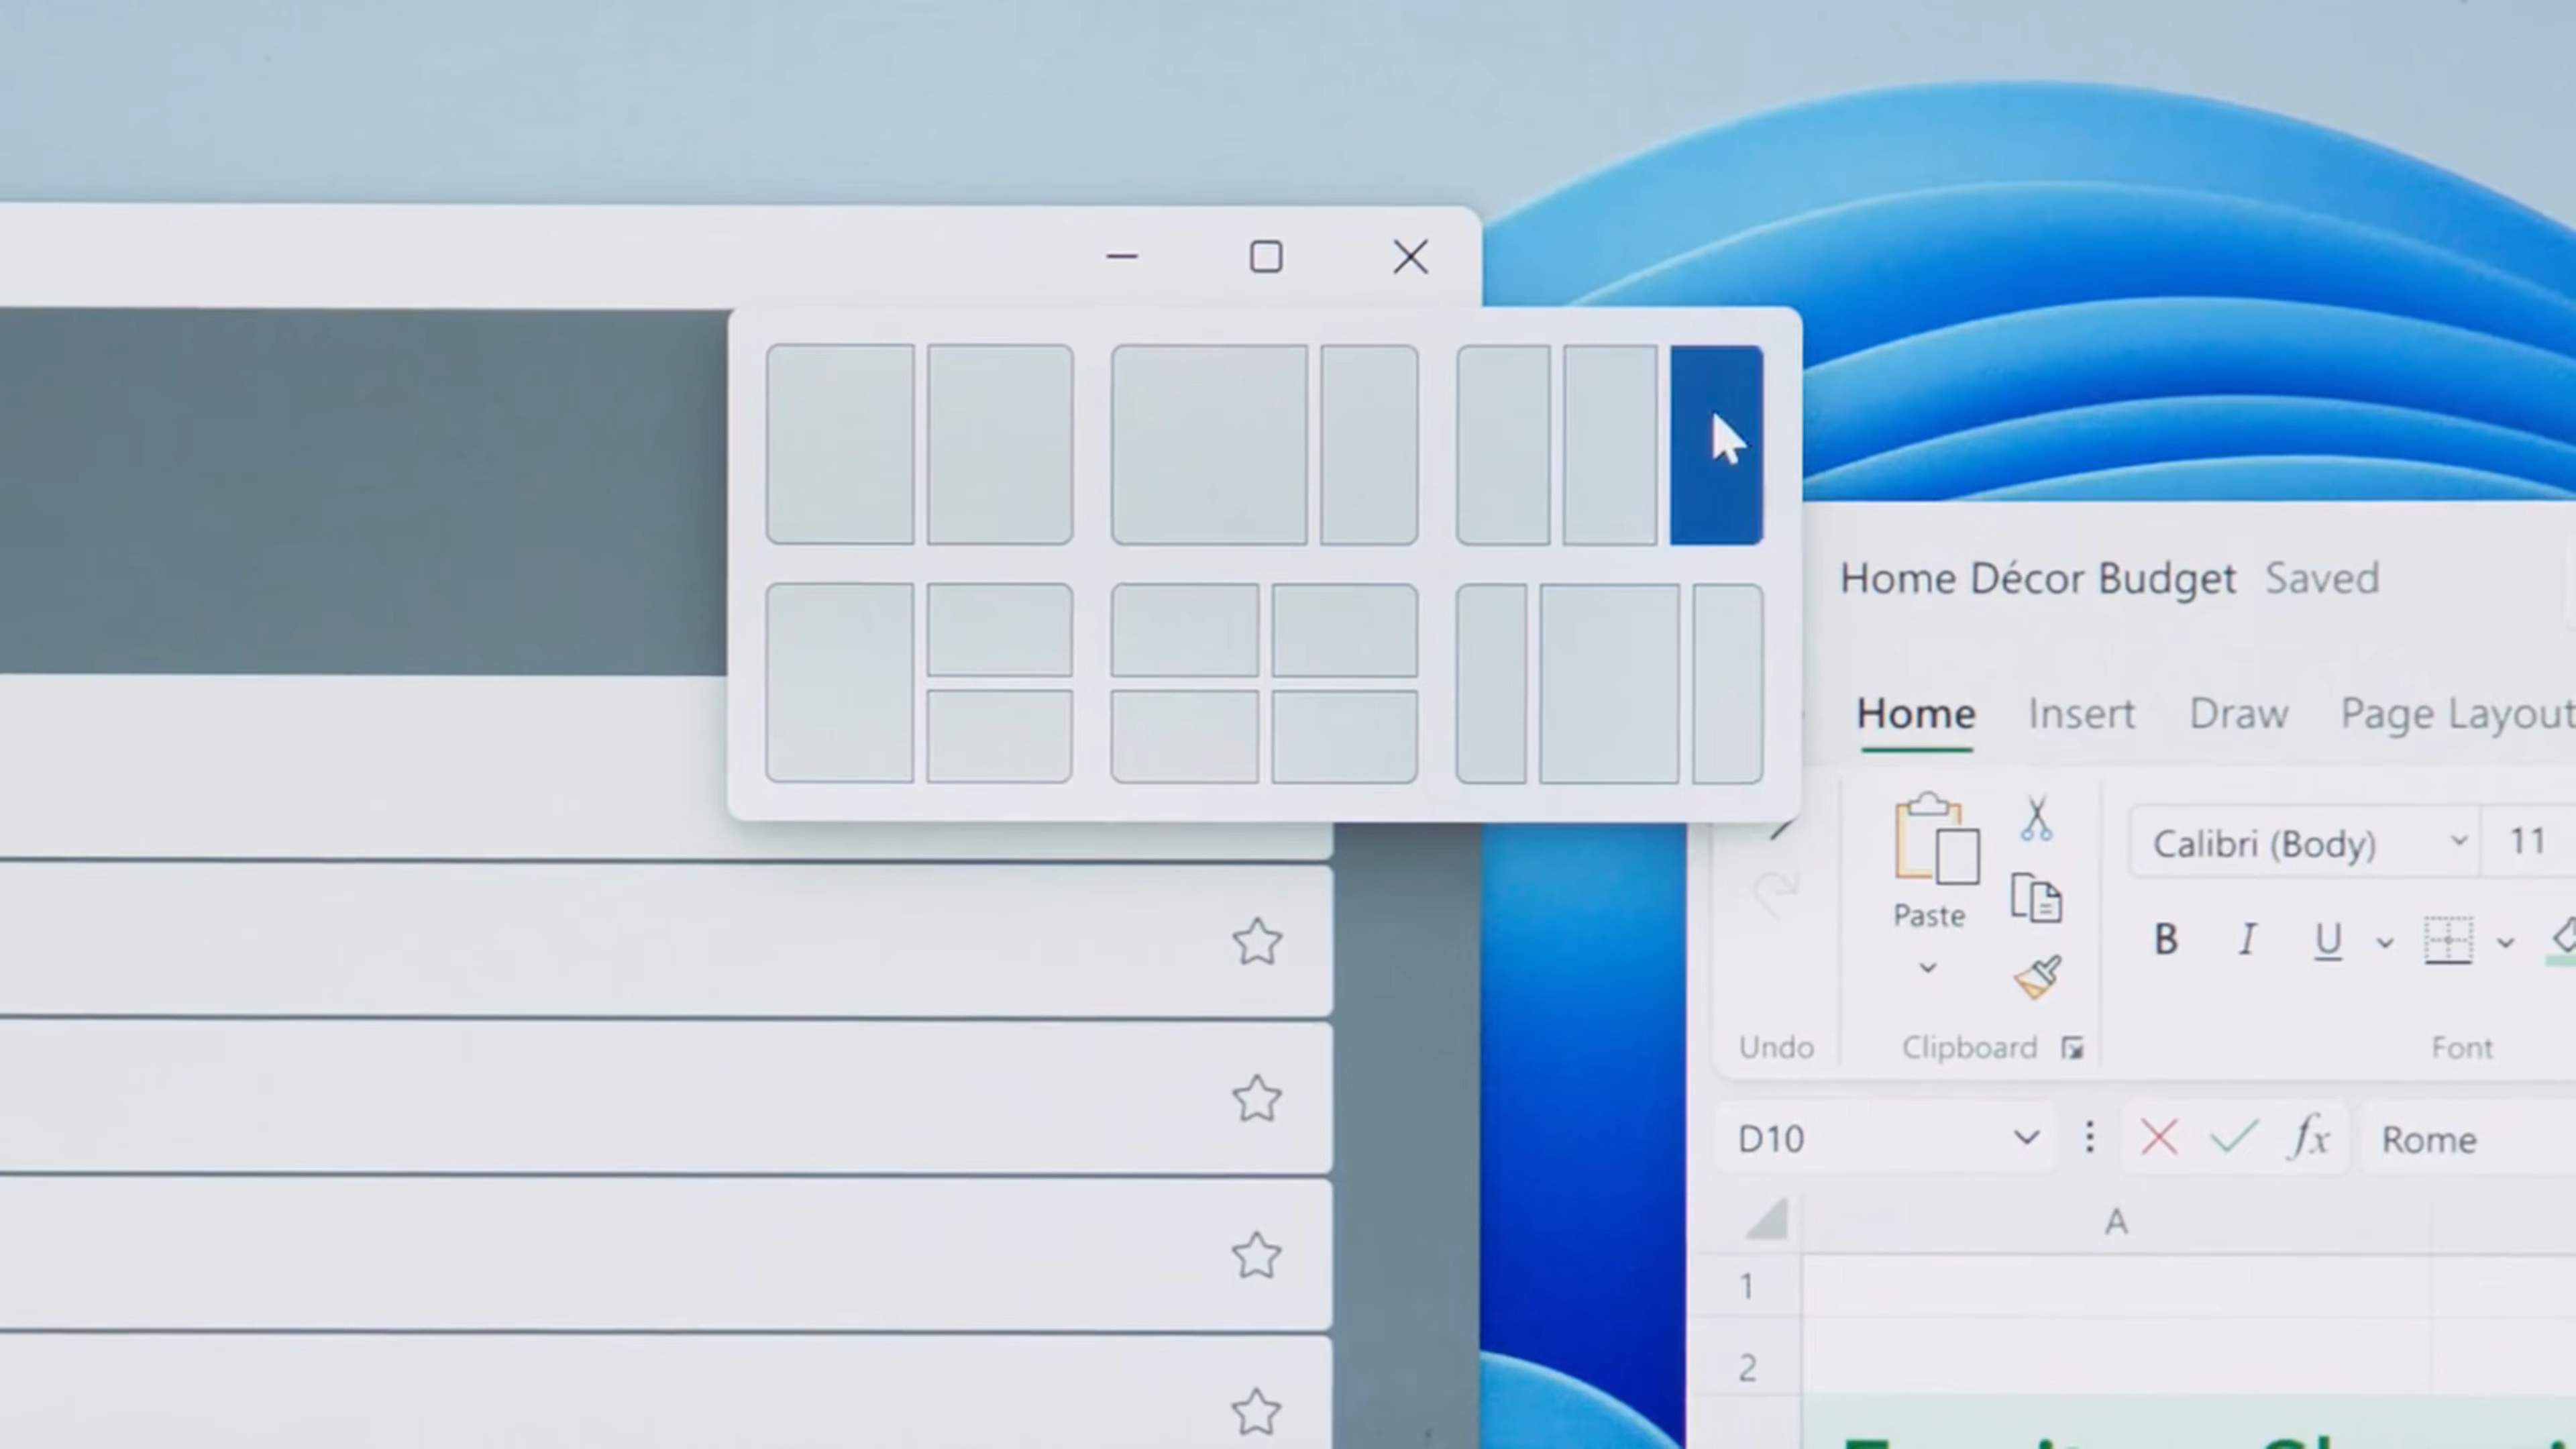 Home Décor Budget Saved
Home Insert Draw Page Layout
Calibri (Body) 11
Paste
B I U
Undo Clipboard Font
D10 fx Rome
A
1
2